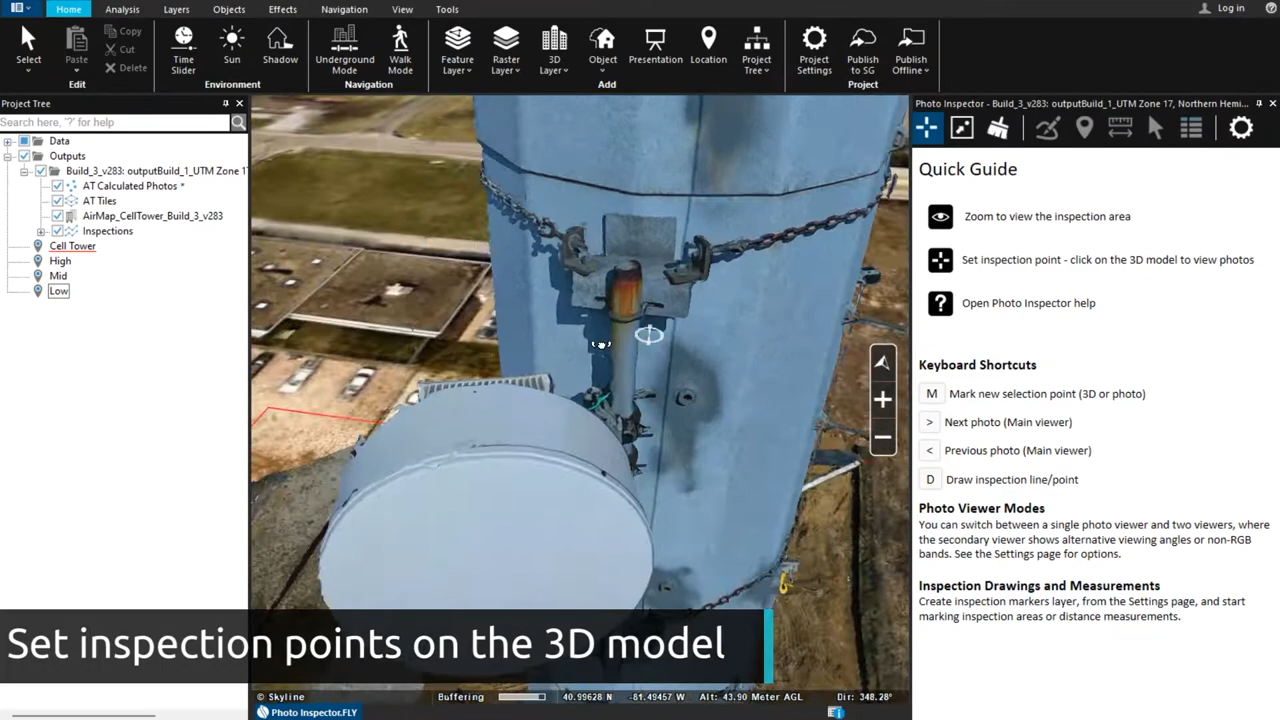 Home Analysis Layers Objects Effects Navigation View Tools Log in
Select
Paste
Copy
Cut
Delete
Time Slider
Sun
Shadow
Underground Mode
Walk Mode
Feature Layer
Raster Layer
3D Layer
Object
Presentation
Location
Project Tree
Project Settings
Publish to SG
Publish Offline
Edit Environment Navigation Add Project
Project Tree
Search here, '?' for help
Data
Outputs
Build_3_v283: outputBuild_1_UTM Zone 17
AT Calculated Photos *
AT Tiles
AirMap_CellTower_Build_3_v283
Inspections
Cell Tower
High
Mid
Low
Photo Inspector - Build_3_v283: outputBuild_1_UTM Zone 17, Northern Hemi...
Quick Guide
Zoom to view the inspection area
Set inspection point - click on the 3D model to view photos
? Open Photo Inspector help
Keyboard Shortcuts
M Mark new selection point (3D or photo)
> Next photo (Main viewer)
< Previous photo (Main viewer)
D Draw inspection line/point
Photo Viewer Modes
You can switch between a single photo viewer and two viewers, where
the secondary viewer shows alternative viewing angles or non-RGB
bands. See the Settings page for options.
Inspection Drawings and Measurements
Create inspection markers layer, from the Settings page, and start
marking inspection areas or distance measurements.
Set inspection points on the 3D model
© Skyline Buffering 40.99628 N -81.49457 W Alt: 43.90 Meter AGL Dir: 348.28°
Photo Inspector.FLY